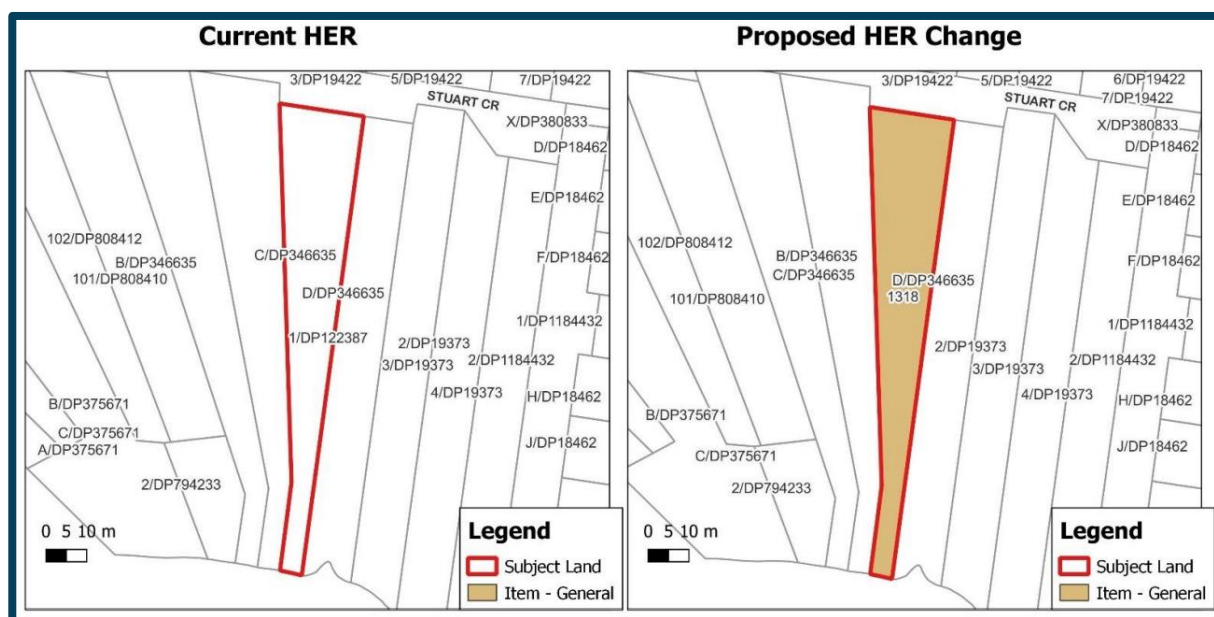 Current HER
3/DP19422
5/DP19422
7/DP19422
STUART CR
X/DP380833
D/DP18462
E/DP18462
102/DP808412
B/DP346635
C/DP346635
F/DP18462
101/DP808410
D/DP346635
1/DP1184432
1/DP122387
2/DP19373
3/DP19373
2/DP1184432
4/DP19373
H/DP18462
B/DP375671
C/DP375671
A/DP375671
J/DP18462
2/DP794233
0 5 10 m
Legend
Subject Land
Item - General
Proposed HER Change
3/DP19422
5/DP19422
6/DP19422
7/DP19422
STUART CR
X/DP380833
D/DP18462
E/DP18462
102/DP808412
B/DP346635
C/DP346635
F/DP18462
D/DP346635
1318
101/DP808410
1/DP1184432
2/DP19373
2/DP1184432
3/DP19373
4/DP19373
H/DP18462
B/DP375671
J/DP18462
C/DP375671
2/DP794233
0 5 10 m
Legend
Subject Land
Item - General